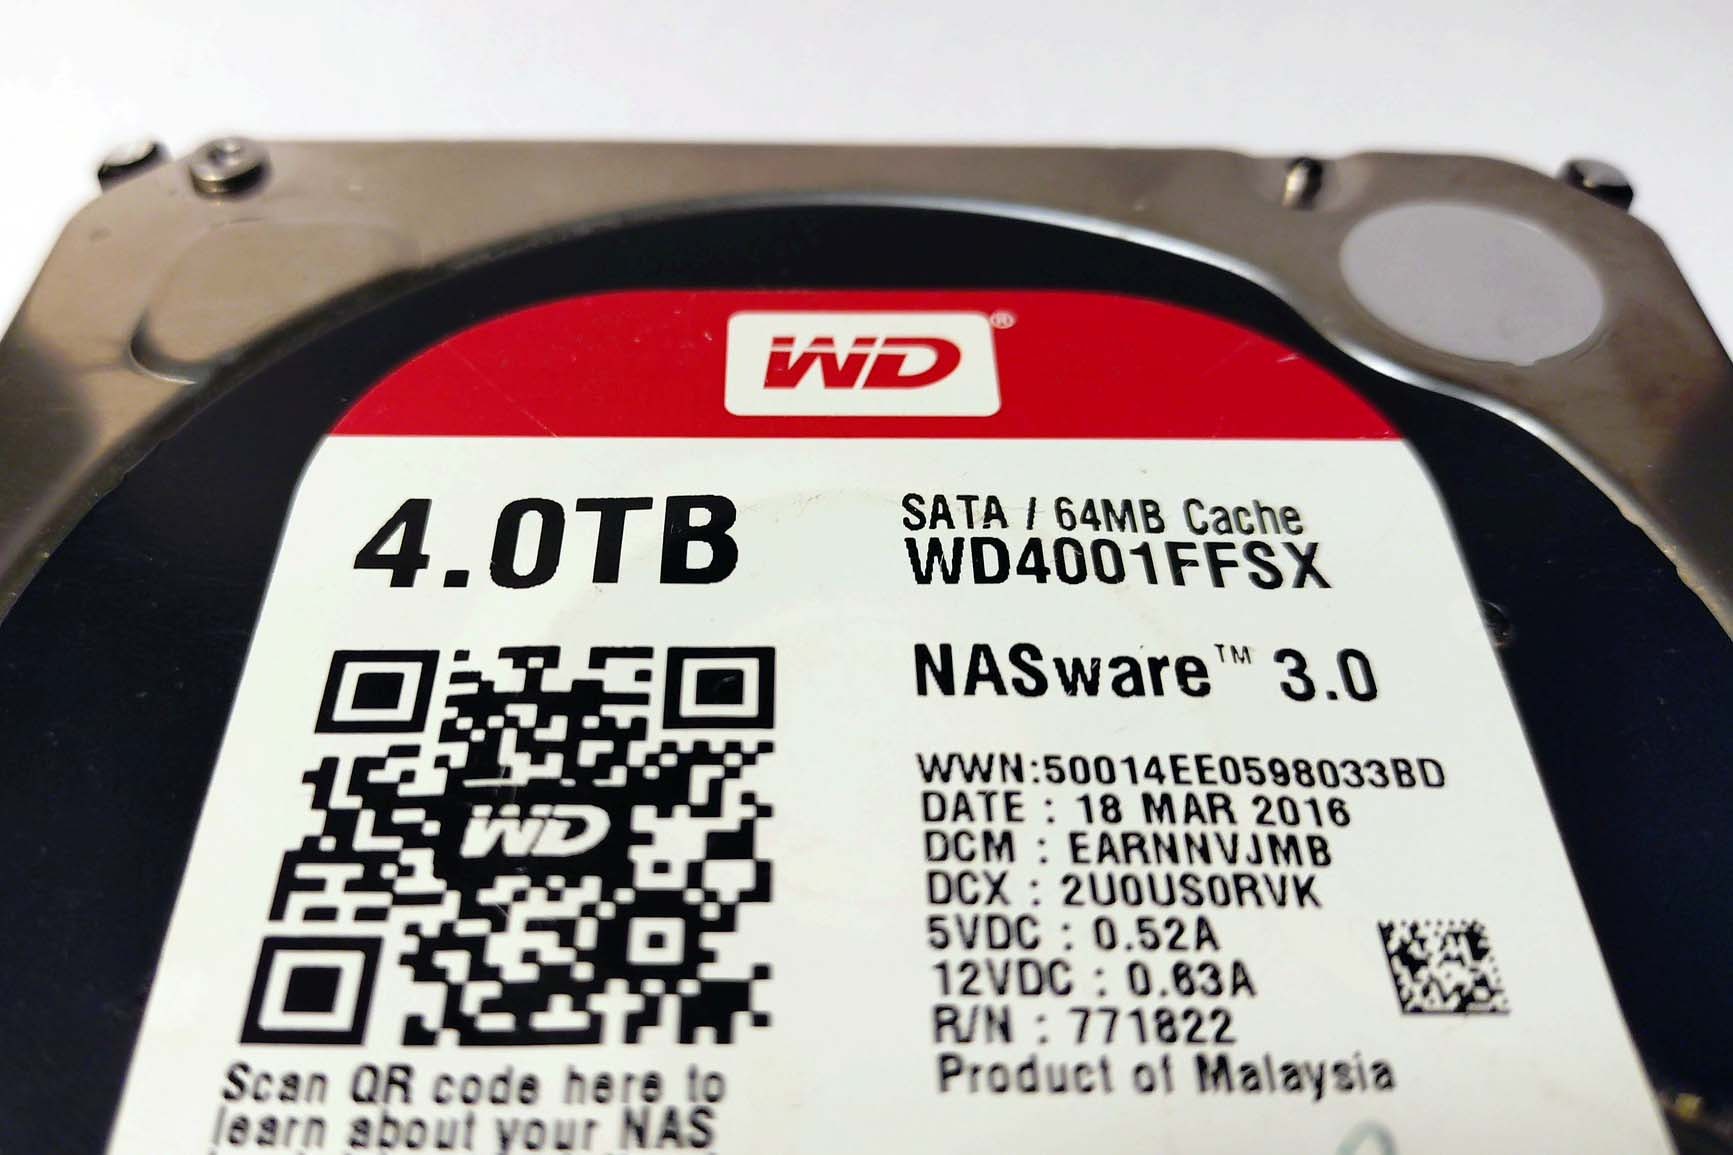 WD®
4.0TB
SATA / 64MB Cache
WD4001FFSX
NASware™ 3.0
WWN:50014EE0598033BD
DATE : 18 MAR 2016
DCM : EARNNVJMB
DCX : 2U0US0RVK
5VDC : 0.52A
12VDC : 0.63A
R/N : 771822
Product of Malaysia
WD
Scan QR code here to
learn about your NAS